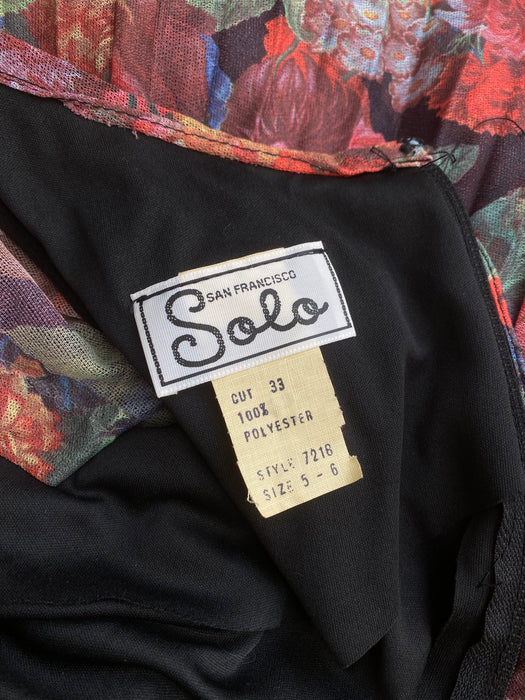 SAN FRANCISCO
Solo
CUT 33
100%
POLYESTER
STYLE 7218
SIZE 5 - 6